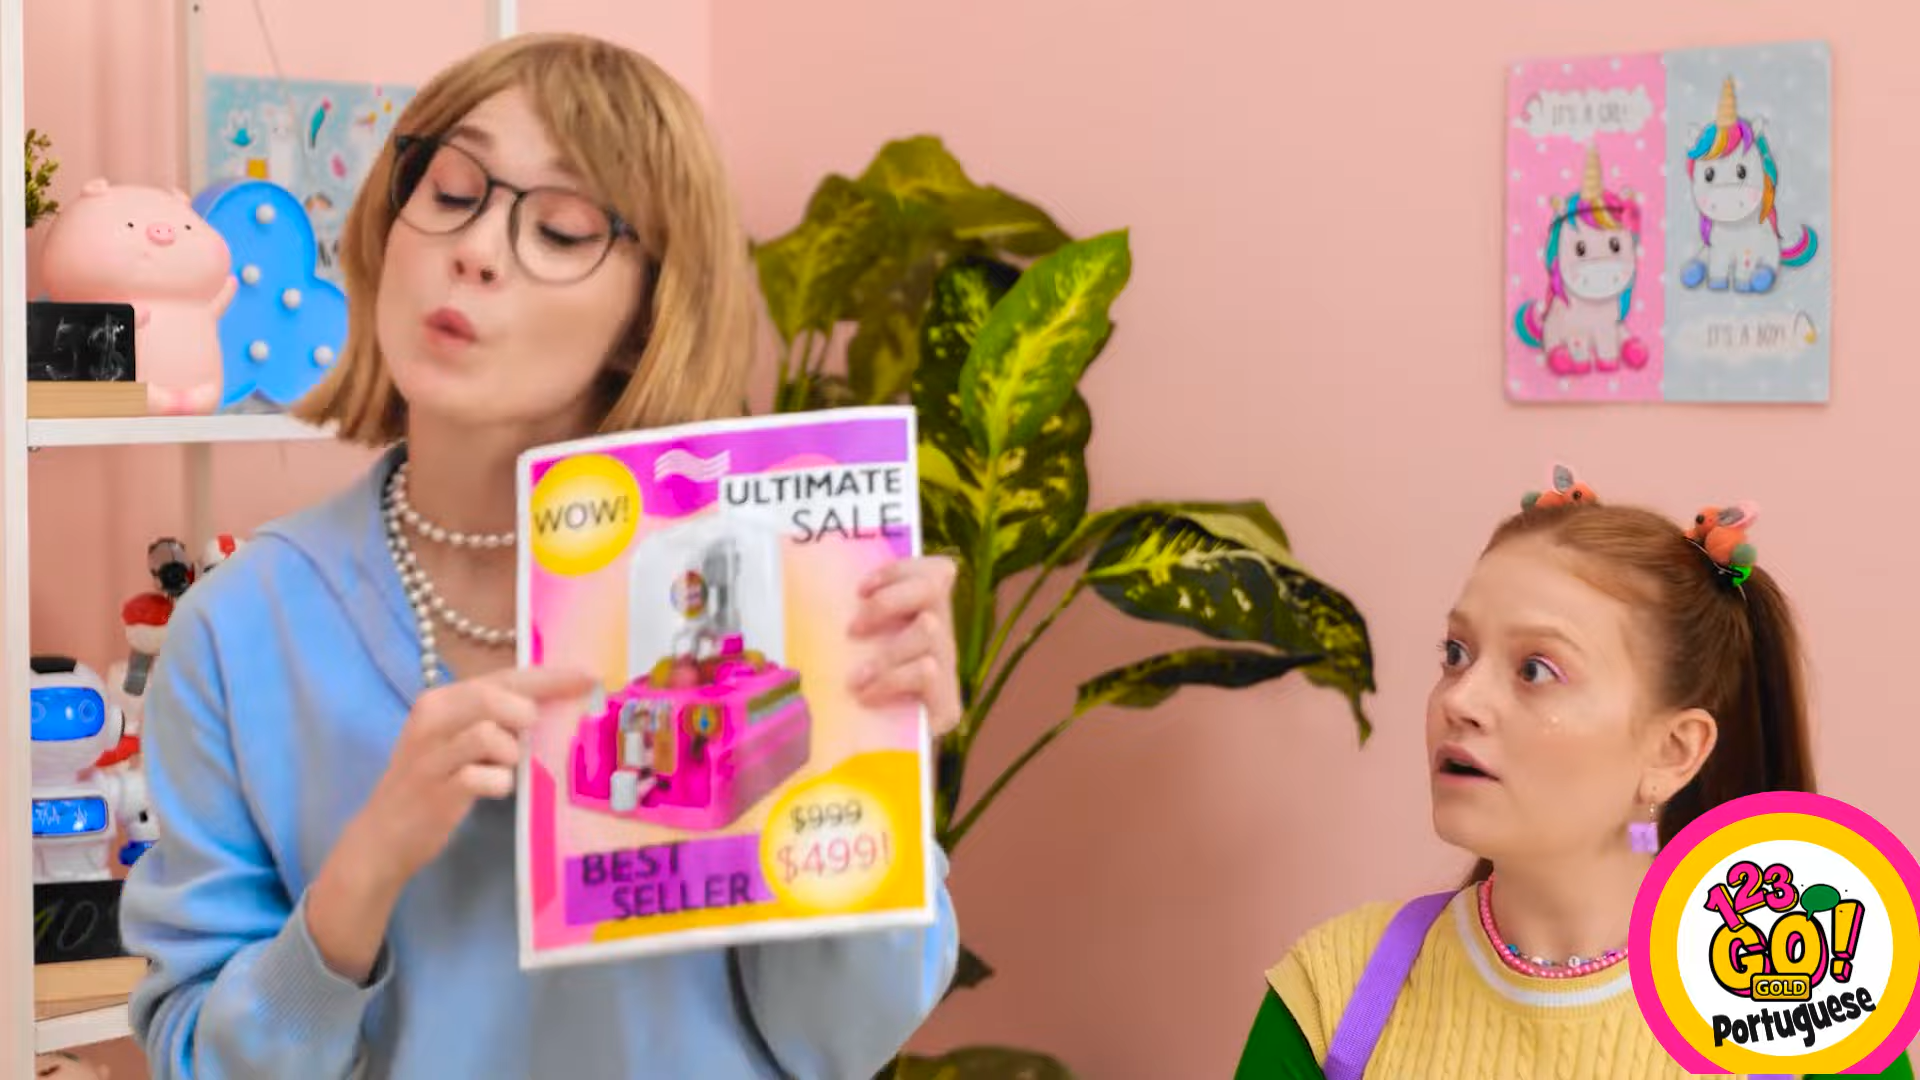 IT'S A GIRL!
IT'S A BOY!
WOW!
ULTIMATE
SALE
$999
$499!
BEST
SELLER
123
GO!
GOLD
Portuguese